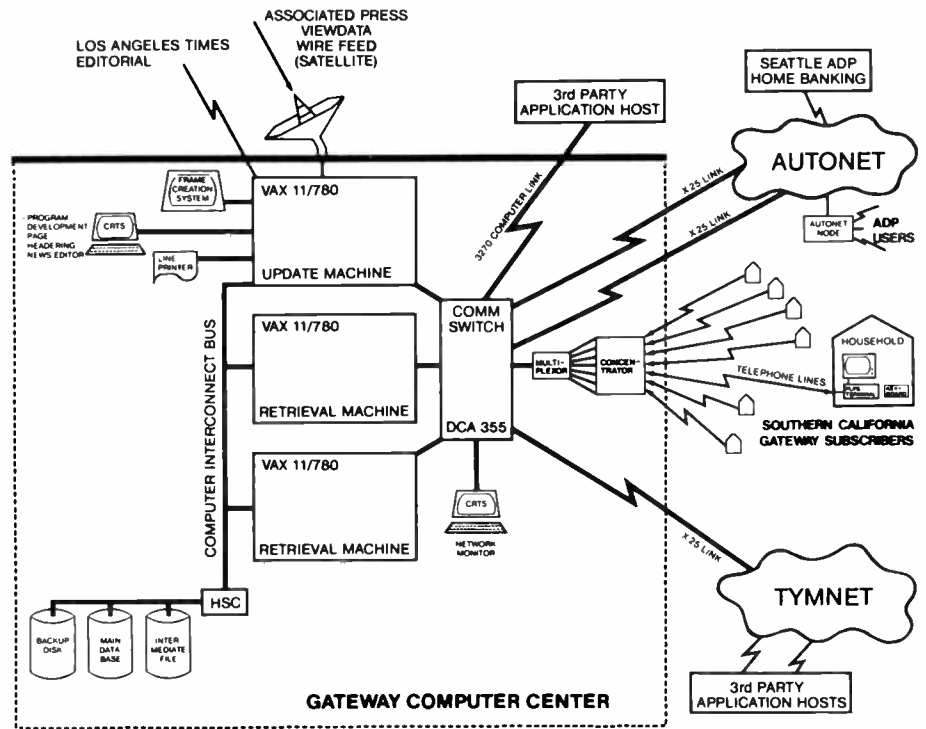 ASSOCIATED PRESS
VIEWDATA
WIRE FEED
(SATELLITE)
LOS ANGELES TIMES
EDITORIAL
3rd PARTY
APPLICATION HOST
SEATTLE ADP
HOME BANKING
AUTONET
AUTONET
NODE
ADP
USERS
X 25 LINK
X 25 LINK
3270 COMPUTER LINK
FRAME
CREATION
SYSTEM
PROGRAM
DEVELOPMENT
PAGE
HEADERING
NEWS EDITOR
CRTS
LINE
PRINTER
VAX 11/780
UPDATE MACHINE
VAX 11/780
RETRIEVAL MACHINE
VAX 11/780
RETRIEVAL MACHINE
COMPUTER INTERCONNECT BUS
COMM
SWITCH
DCA 355
MULTI-
PLEXOR
CONCEN-
TRATOR
TELEPHONE LINES
HOUSEHOLD
TERMINAL
SOUTHERN CALIFORNIA
GATEWAY SUBSCRIBERS
CRTS
NETWORK
MONITOR
X 25 LINK
HSC
BACKUP
DISK
MAIN
DATA
BASE
INTER
MEDIATE
FILE
TYMNET
3rd PARTY
APPLICATION HOSTS
GATEWAY COMPUTER CENTER